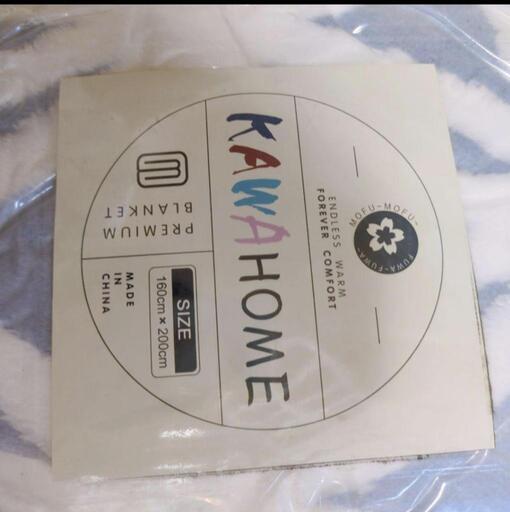 MOFU-MOFU-
FUWA-FUWA
ENDLESS WARM
FOREVER COMFORT
KAWAHOME
PREMIUM
BLANKET
SIZE
160cm × 200cm
MADE
IN
CHINA